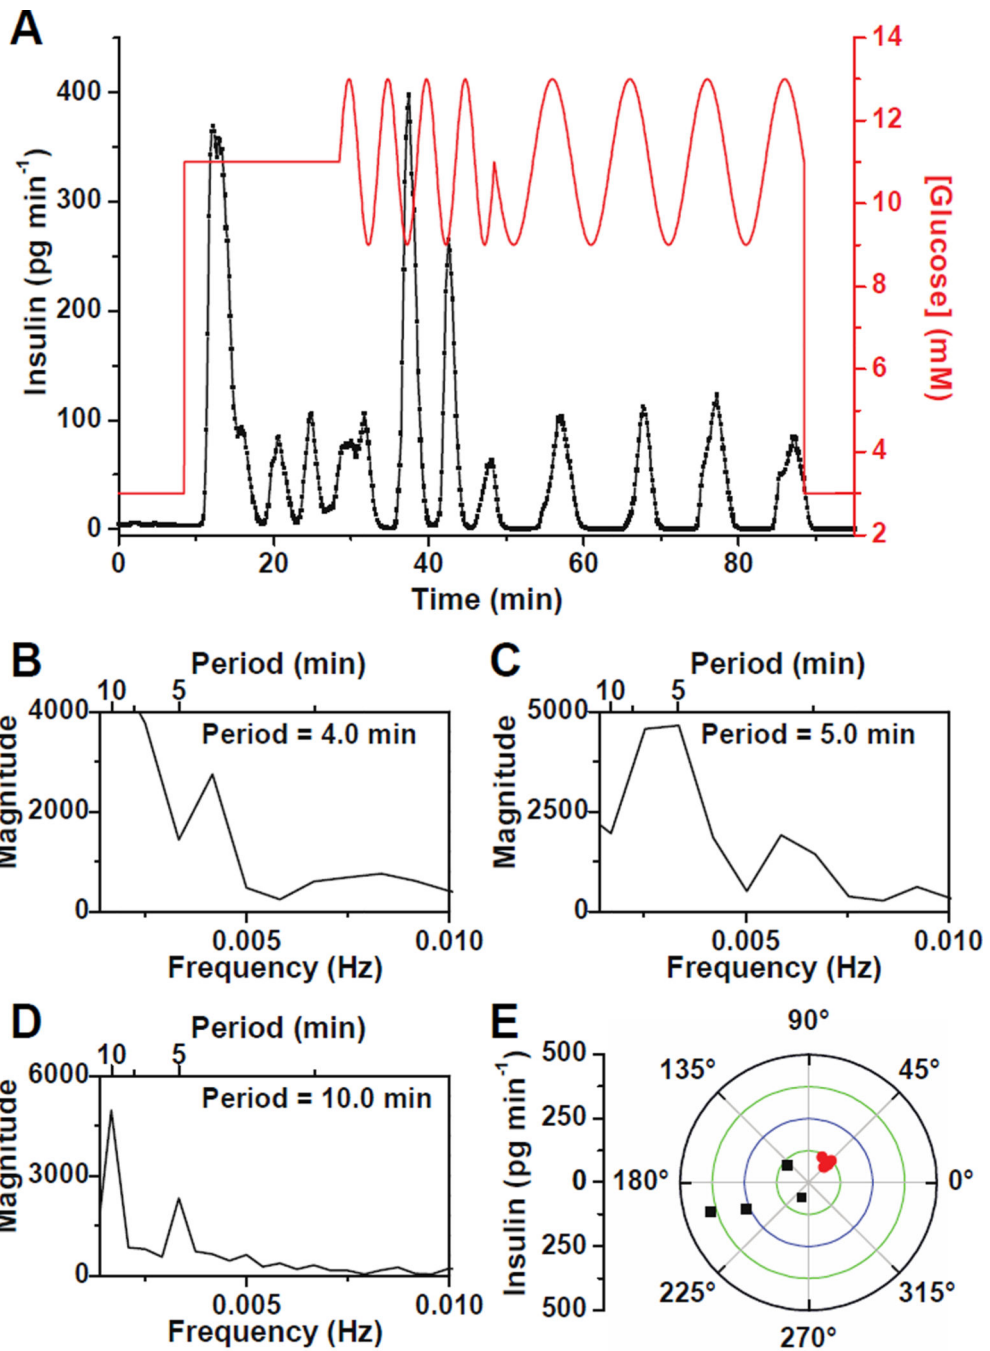 A
Insulin (pg min⁻¹)
400
300
200
100
0
0 20 40 60 80
Time (min)
14
12
10
8
6
4
2
[Glucose] (mM)
B
Period (min)
10 5
Magnitude
4000
2000
0
Period = 4.0 min
0.005 0.010
Frequency (Hz)
C
Period (min)
10 5
Magnitude
5000
2500
0
Period = 5.0 min
0.005 0.010
Frequency (Hz)
D
Period (min)
10 5
Magnitude
6000
3000
0
Period = 10.0 min
0.005 0.010
Frequency (Hz)
E
Insulin (pg min⁻¹)
500
250
0
250
500
90°
135° 45°
180° 0°
225° 315°
270°